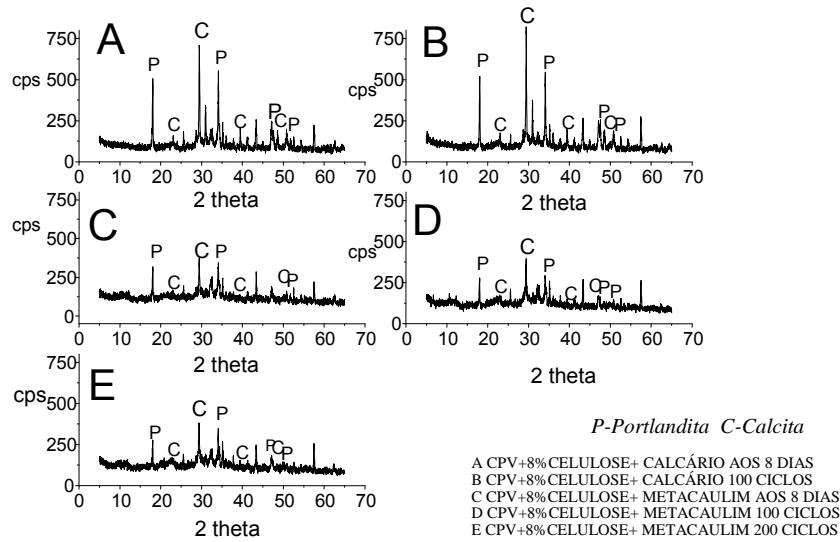 A
C
B
C
750
cps
500
250
0
P
C
P
C
P
C
P
0 10 20 30 40 50 60 70
2 theta
750
cps
500
250
0
P
C
P
C
P
C
P
0 10 20 30 40 50 60 70
2 theta
C
750
cps
500
250
0
P
C
C
P
C
C
P
0 10 20 30 40 50 60 70
2 theta
D
750
500
cps
250
0
P
C
C
P
C
C
P
P
0 10 20 30 40 50 60 70
2 theta
E
750
cps
500
250
0
P
C
C
P
C
P
C
P
0 10 20 30 40 50 60 70
2 theta
P-Portlandita C-Calcita
A CPV+8%CELULOSE+ CALCÁRIO AOS 8 DIAS
B CPV+8%CELULOSE+ CALCÁRIO 100 CICLOS
C CPV+8%CELULOSE+ METACAULIM AOS 8 DIAS
D CPV+8%CELULOSE+ METACAULIM 100 CICLOS
E CPV+8%CELULOSE+ METACAULIM 200 CICLOS